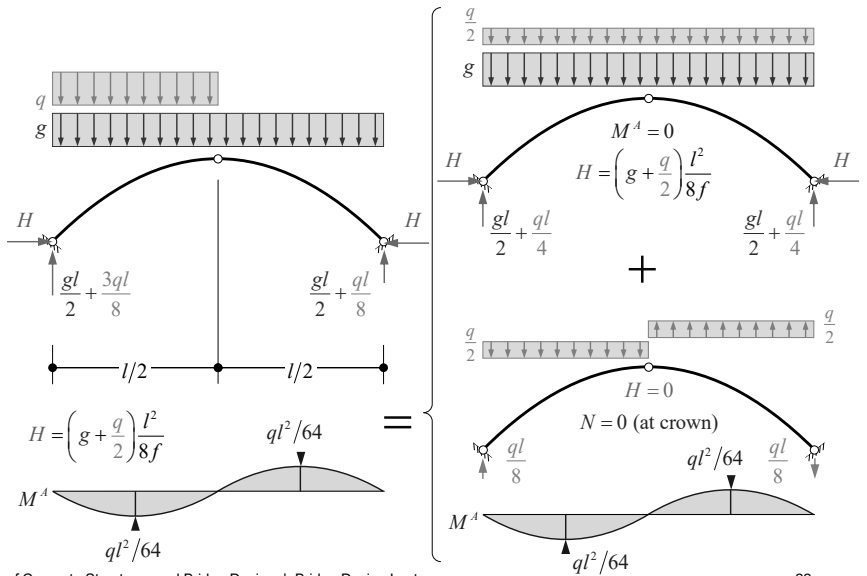 q
g
H
H
gl/2 + 3ql/8
gl/2 + ql/8
l/2
l/2
H = (g + q/2) l²/8f
ql²/64
M^A
ql²/64
=
q/2
g
M^A = 0
H = (g + q/2) l²/8f
H
H
gl/2 + ql/4
gl/2 + ql/4
+
q/2
q/2
H = 0
N = 0 (at crown)
ql/8
ql/8
ql²/64
M^A
ql²/64